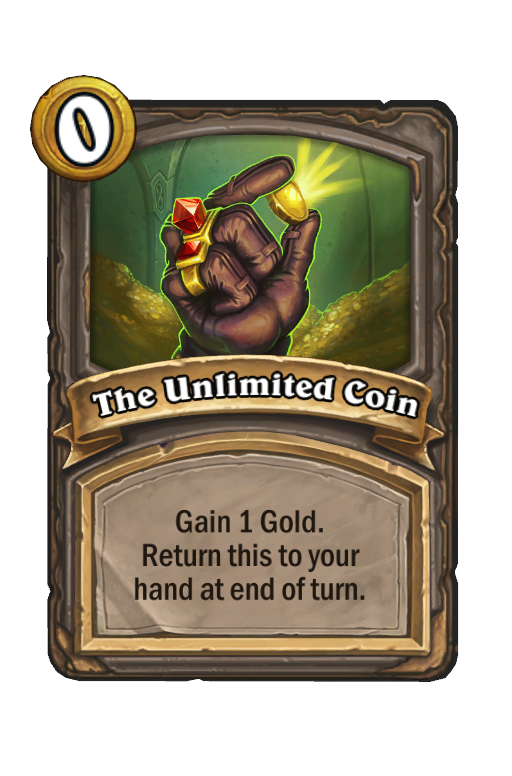 0
The Unlimited Coin
Gain 1 Gold.
Return this to your
hand at end of turn.